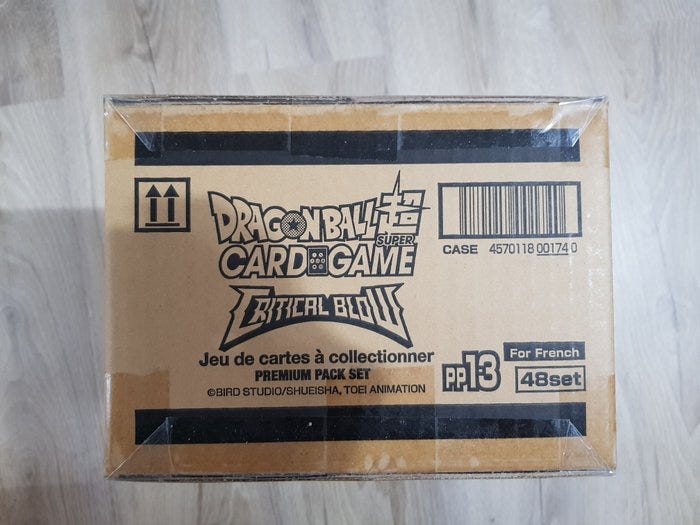 DRAGON BALL 超
SUPER
CARD GAME
CRITICAL BLOW
Jeu de cartes à collectionner
PREMIUM PACK SET
©BIRD STUDIO/SHUEISHA, TOEI ANIMATION
CASE 4570118 00174 0
PP13
For French
48set